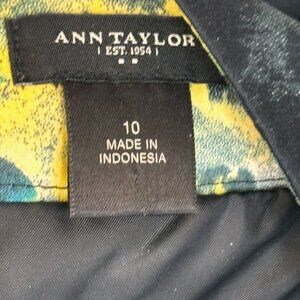 ANN TAYLOR
EST. 1954
10
MADE IN
INDONESIA